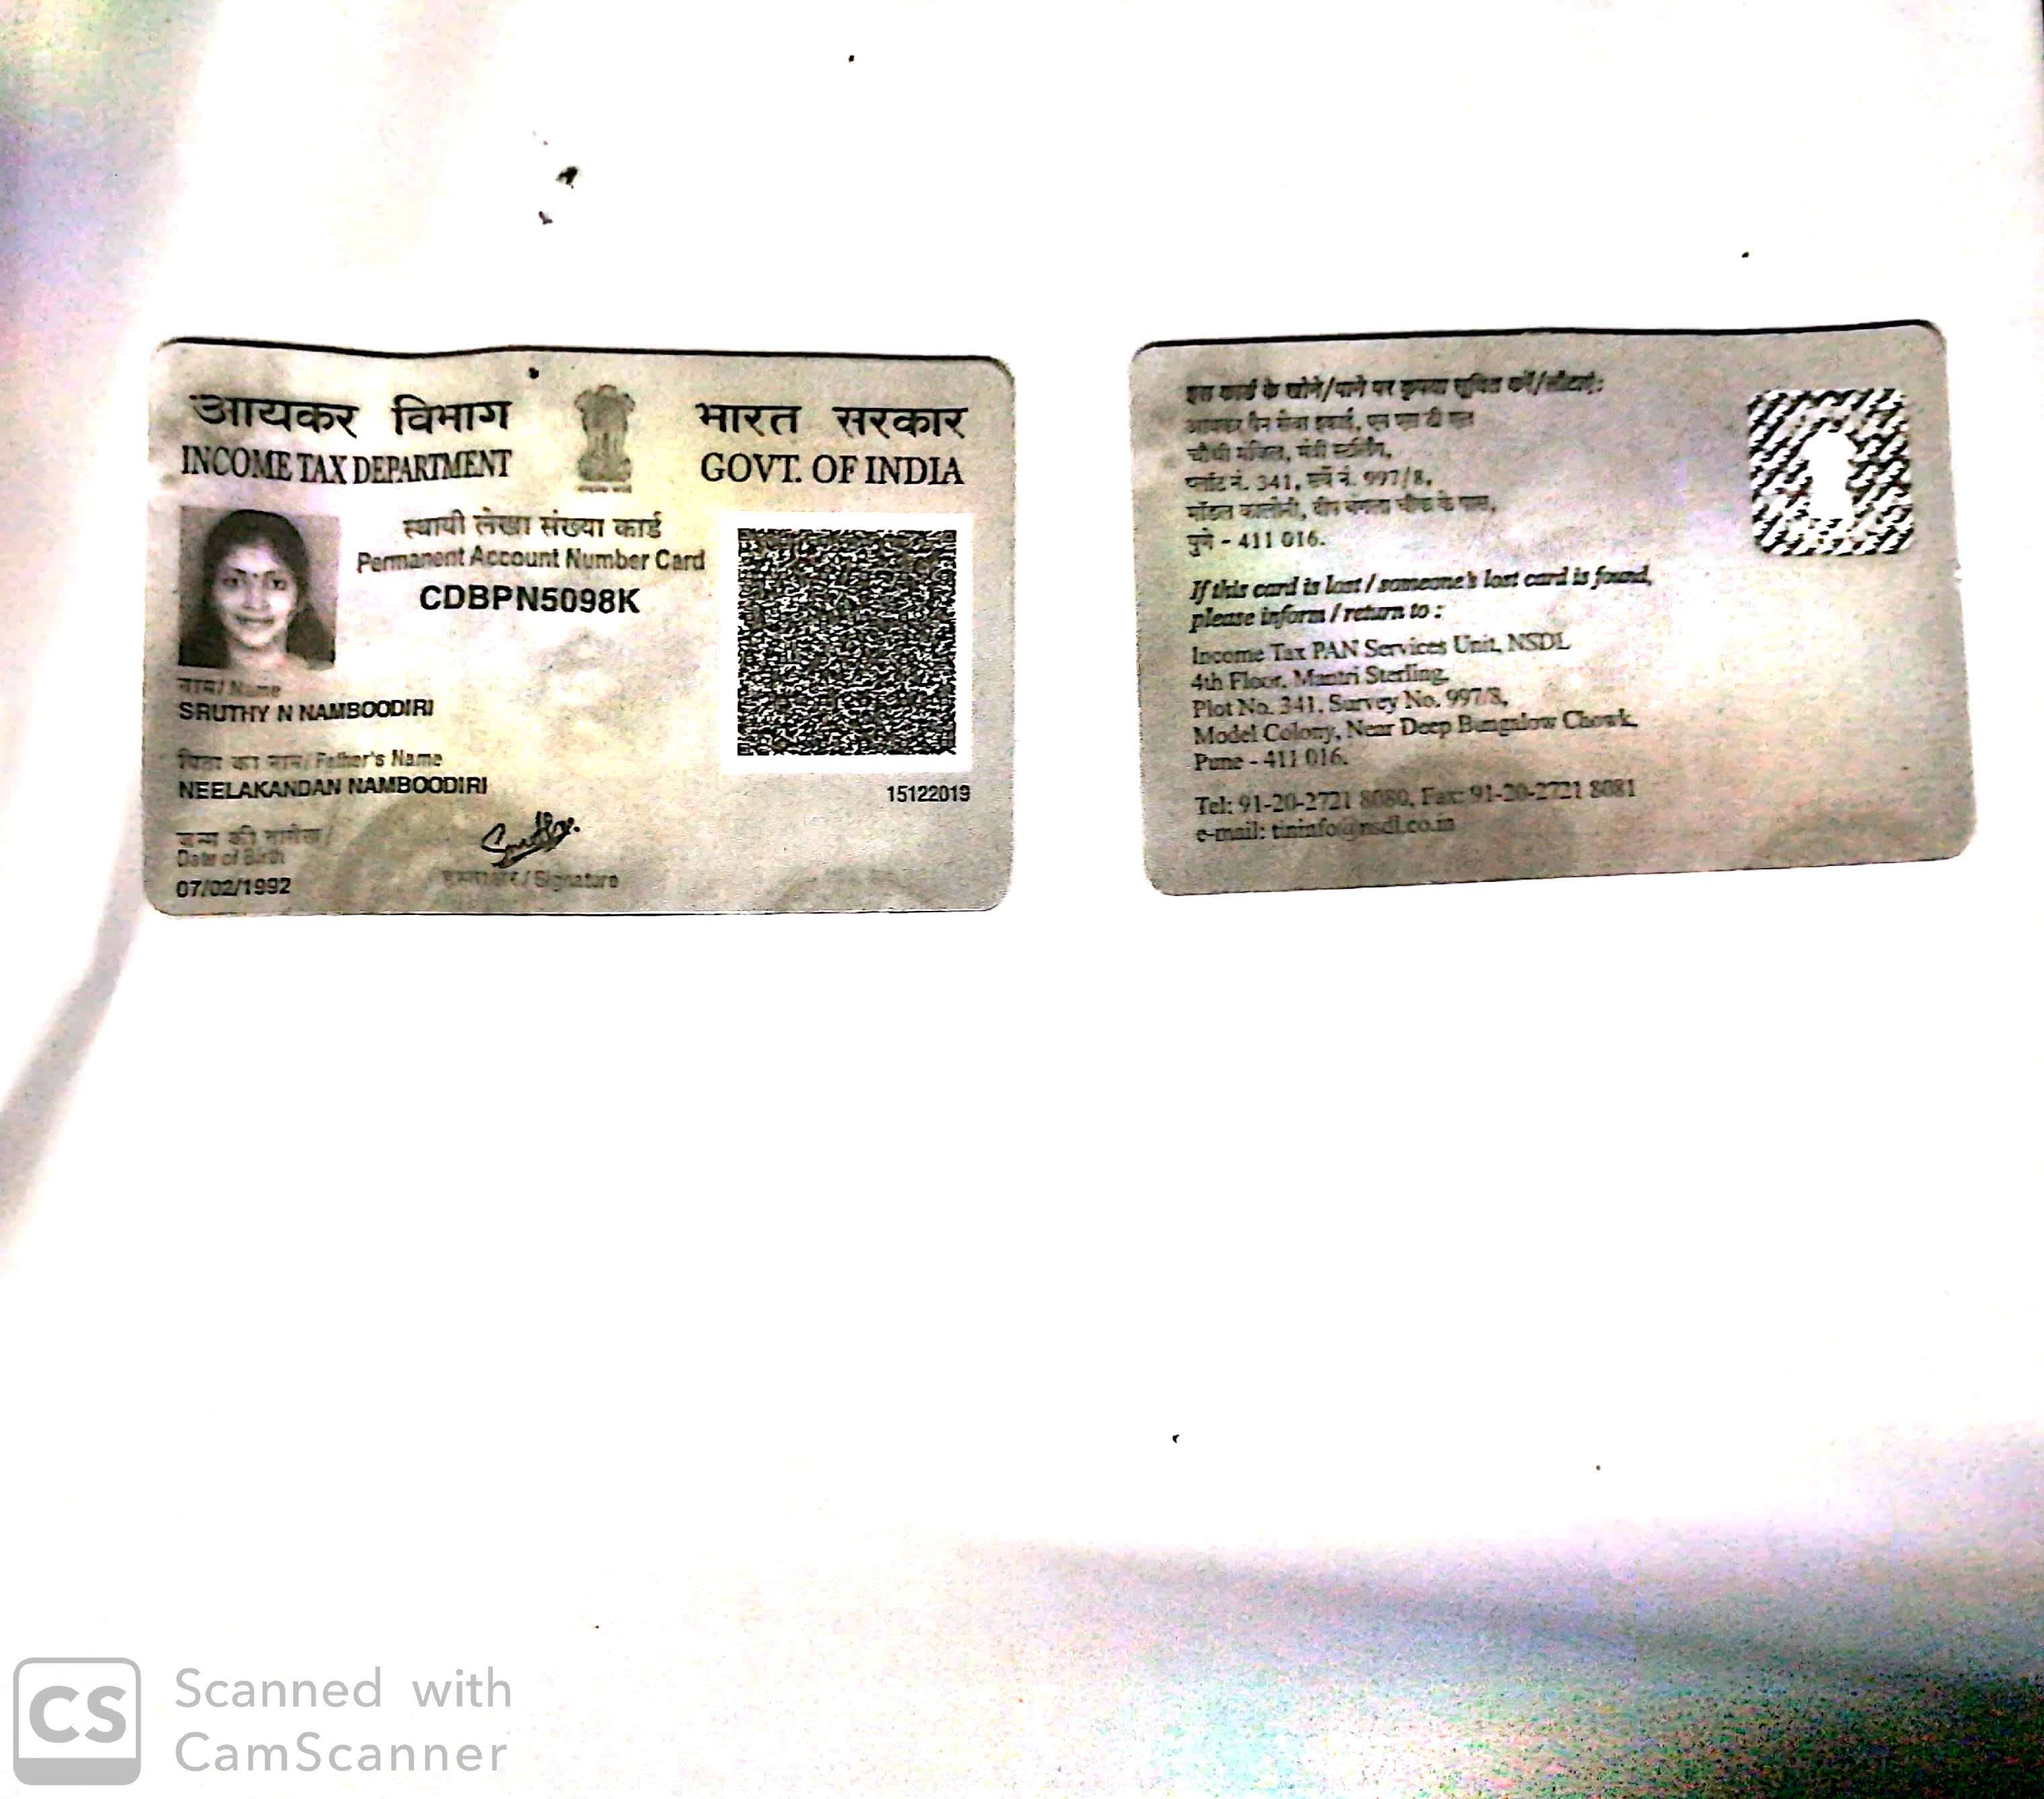 आयकर विभाग
INCOME TAX DEPARTMENT
भारत सरकार
GOVT. OF INDIA
स्थायी लेखा संख्या कार्ड
Permanent Account Number Card
CDBPN5098K
नाम/ Name
SRUTHY N NAMBOODIRI
पिता का नाम/ Father's Name
NEELAKANDAN NAMBOODIRI
जन्म की तारीख/
Date of Birth
07/02/1992
हस्ताक्षर/ Signature
15122019
इस कार्ड के खोने/पाने पर कृपया सूचित करें/लौटाएं:
आयकर पैन सेवा इकाई, एन एस डी एल
चौथी मंजिल, मंत्री स्टर्लिंग,
प्लॉट नं. 341, सर्वे नं. 997/8,
मॉडल कालोनी, दीप बंगला चौक के पास,
पुणे - 411 016.
If this card is lost / someone's lost card is found,
please inform / return to :
Income Tax PAN Services Unit, NSDL
4th Floor, Mantri Sterling,
Plot No. 341, Survey No. 997/8,
Model Colony, Near Deep Bungalow Chowk,
Pune - 411 016.
Tel: 91-20-2721 8080, Fax: 91-20-2721 8081
e-mail: tininfo@nsdl.co.in
CS
Scanned with
CamScanner